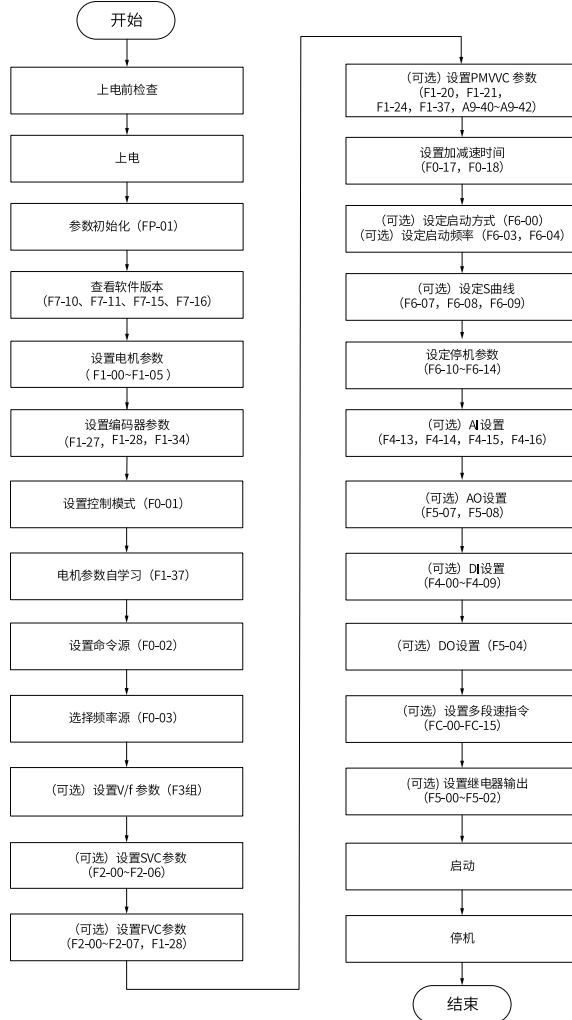 开始
上电前检查
上电
参数初始化（FP-01）
查看软件版本
（F7-10、F7-11、F7-15、F7-16）
设置电机参数
（ F1-00~F1-05 ）
设置编码器参数
（F1-27，F1-28，F1-34）
设置控制模式（F0-01）
电机参数自学习（F1-37）
设置命令源（F0-02）
选择频率源（F0-03）
（可选）设置V/f 参数（F3组）
（可选）设置SVC参数
（F2-00~F2-06）
（可选）设置FVC参数
（F2-00~F2-07，F1-28）
（可选）设置PMVVC 参数
（F1-20，F1-21，
F1-24，F1-37，A9-40~A9-42）
设置加减速时间
（F0-17，F0-18）
（可选）设定启动方式（F6-00）
（可选）设定启动频率（F6-03，F6-04）
（可选）设定S曲线
（F6-07，F6-08，F6-09）
设定停机参数
（F6-10~F6-14）
（可选）AI设置
（F4-13，F4-14，F4-15，F4-16）
（可选）AO设置
（F5-07，F5-08）
（可选）DI设置
（F4-00~F4-09）
（可选）DO设置（F5-04）
（可选）设置多段速指令
（FC-00-FC-15）
(可选) 设置继电器输出
（F5-00~F5-02）
启动
停机
结束